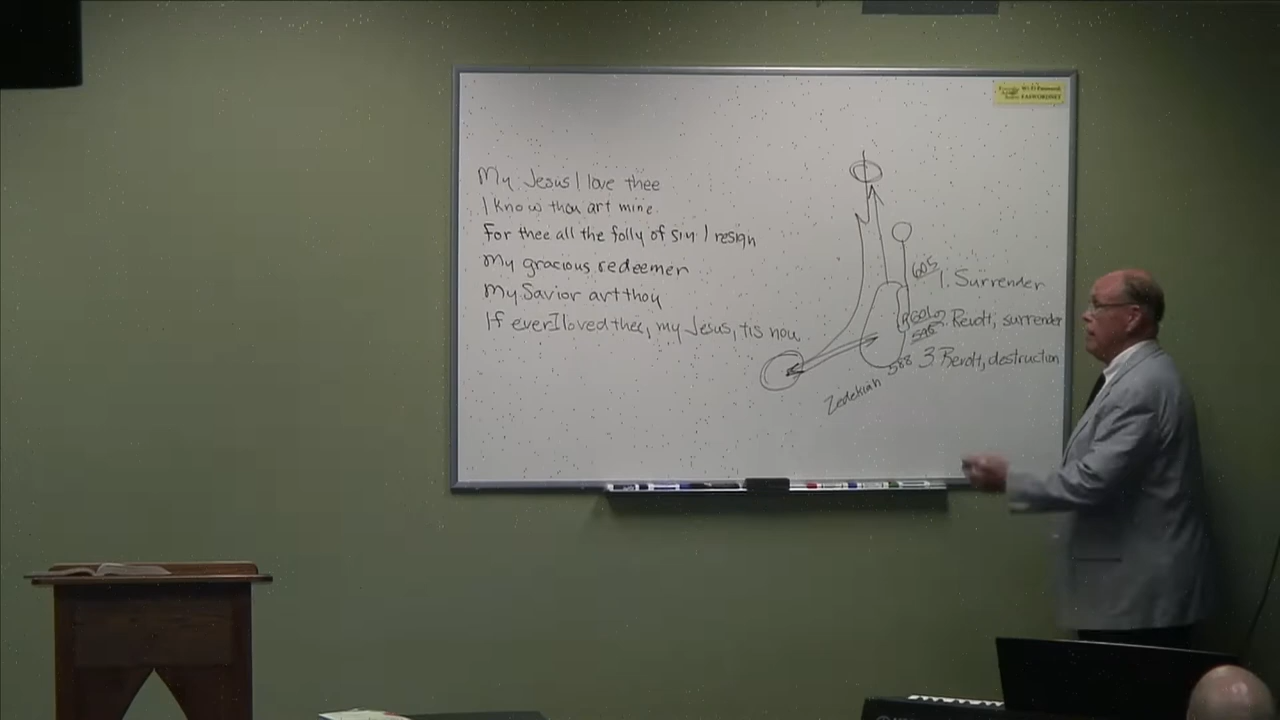 My Jesus I love thee
I know thou art mine
For thee all the folly of sin I resign
My gracious redeemer
My Savior art thou
If ever I loved thee, my Jesus, tis now
605
1. Surrender
2. Revolt, surrender
588 3. Revolt, destruction
Zedekiah